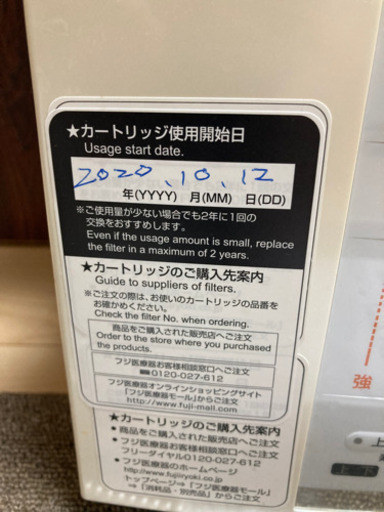 ★カートリッジ使用開始日
Usage start date.
2020.10.12
年(YYYY) 月(MM) 日(DD)
※ご使用量が少ない場合でも2年に1回の
交換をおすすめします。
Even if the usage amount is small, replace
the filter in a maximum of 2 years.
★カートリッジのご購入先案内
Guide to suppliers of filters.
※ご注文の際は、お使いのカートリッジの品番を
お確かめください。
Check the filter No. when ordering.
商品をご購入された販売店へご注文
Order to the store where you purchased
the products.
フジ医療器お客様相談窓口へご注文
0120-027-612
フジ医療器オンラインショッピングサイト
「フジ医療器モール」からご注文
http://www.fuji-mall.com
★カートリッジのご購入先案内
●商品をご購入された販売店へご注文
●フジ医療器お客様相談窓口へご注文
フリーダイヤル0120-027-612
●フジ医療器のホームページ
http://www.fujiiryoki.co.jp
トップページ→「フジ医療器モール」
→「消耗品・別売品」からご注文
強
上
上下